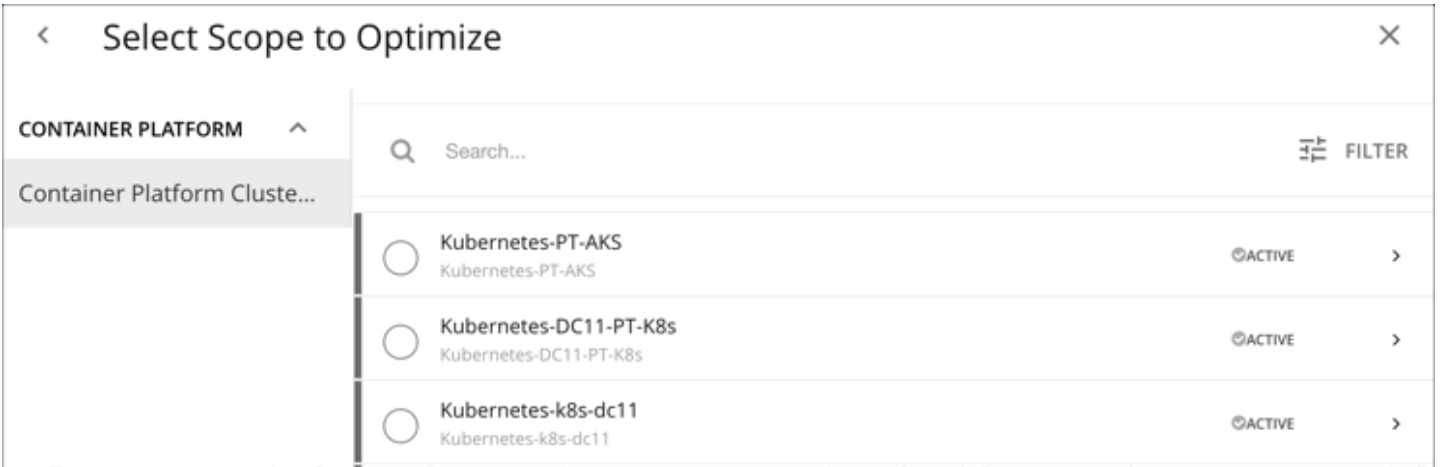 Select Scope to Optimize
CONTAINER PLATFORM
Container Platform Cluste...
Search...
FILTER
Kubernetes-PT-AKS
Kubernetes-PT-AKS
ACTIVE
Kubernetes-DC11-PT-K8s
Kubernetes-DC11-PT-K8s
ACTIVE
Kubernetes-k8s-dc11
Kubernetes-k8s-dc11
ACTIVE